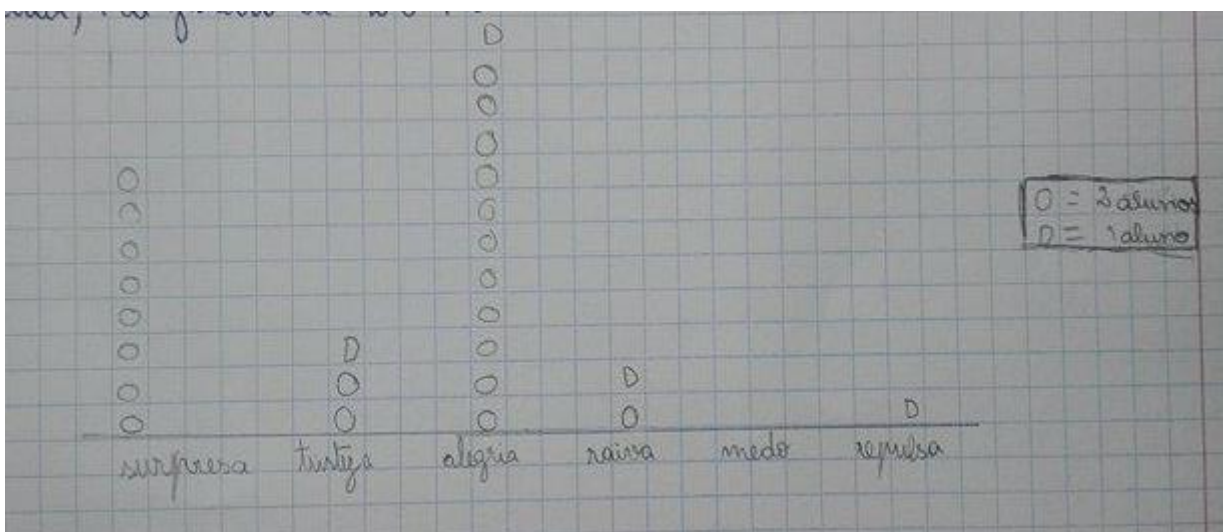 O = 2 alunos
D = 1 aluno
surpresa tristeza alegria raiva medo repulsa